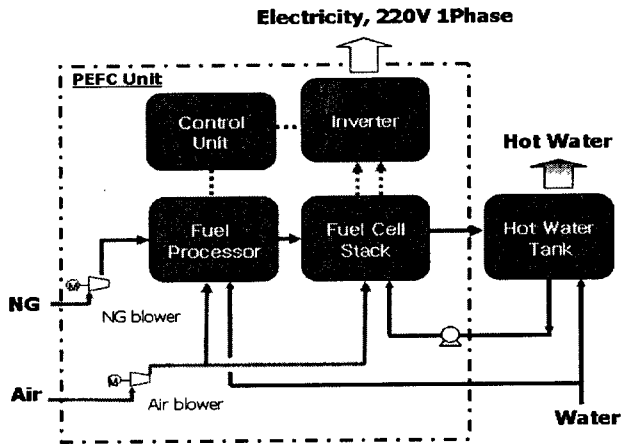 Electricity, 220V 1Phase
PEFC Unit
Control
Unit
Inverter
Hot Water
Fuel
Processor
Fuel Cell
Stack
Hot Water
Tank
M
NG
NG blower
M
Air
Air blower
Water